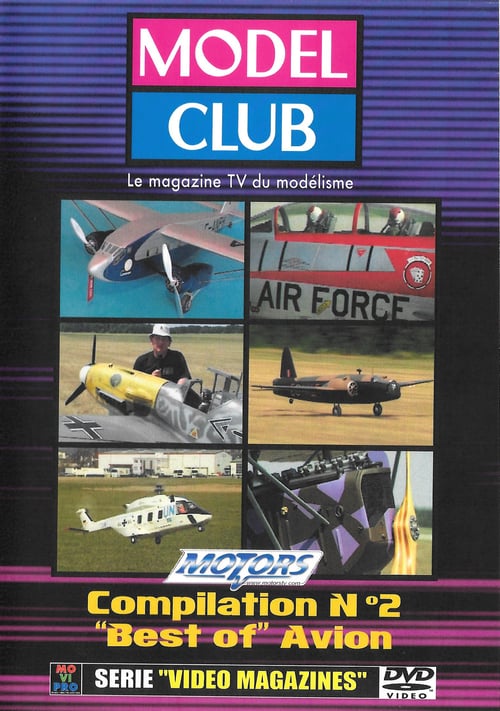 MODEL
CLUB
Le magazine TV du modélisme
AIR FORCE
UN
MOTORS
www.motorstv.com
Compilation N°2
"Best of" Avion
MO
VI
PRO
SERIE "VIDEO MAGAZINES"
DVD
VIDEO